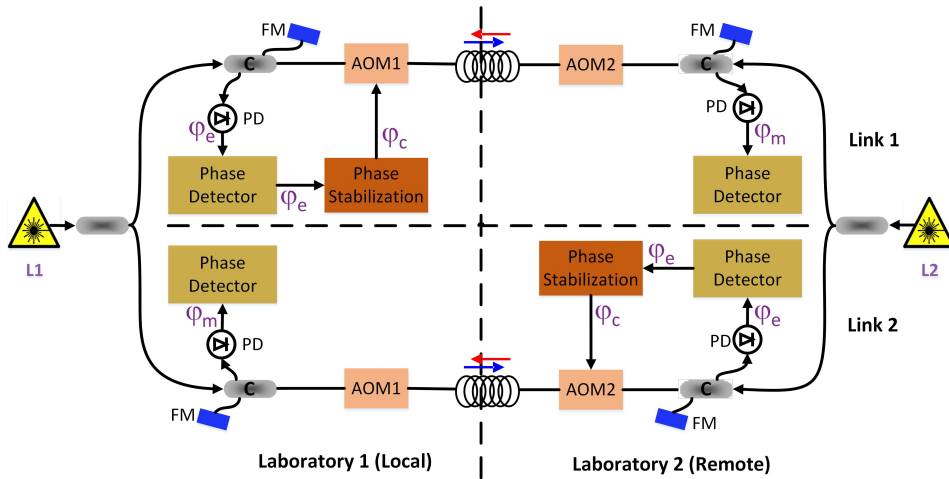 FM
FM
C
AOM1
AOM2
C
PD
PD
φe
φc
φm
Link 1
Phase
Detector
φe
Phase
Stabilization
Phase
Detector
L1
L2
Phase
Detector
Phase
Stabilization
φe
Phase
Detector
φm
φc
φe
Link 2
PD
PD
C
AOM1
AOM2
C
FM
FM
Laboratory 1 (Local)
Laboratory 2 (Remote)